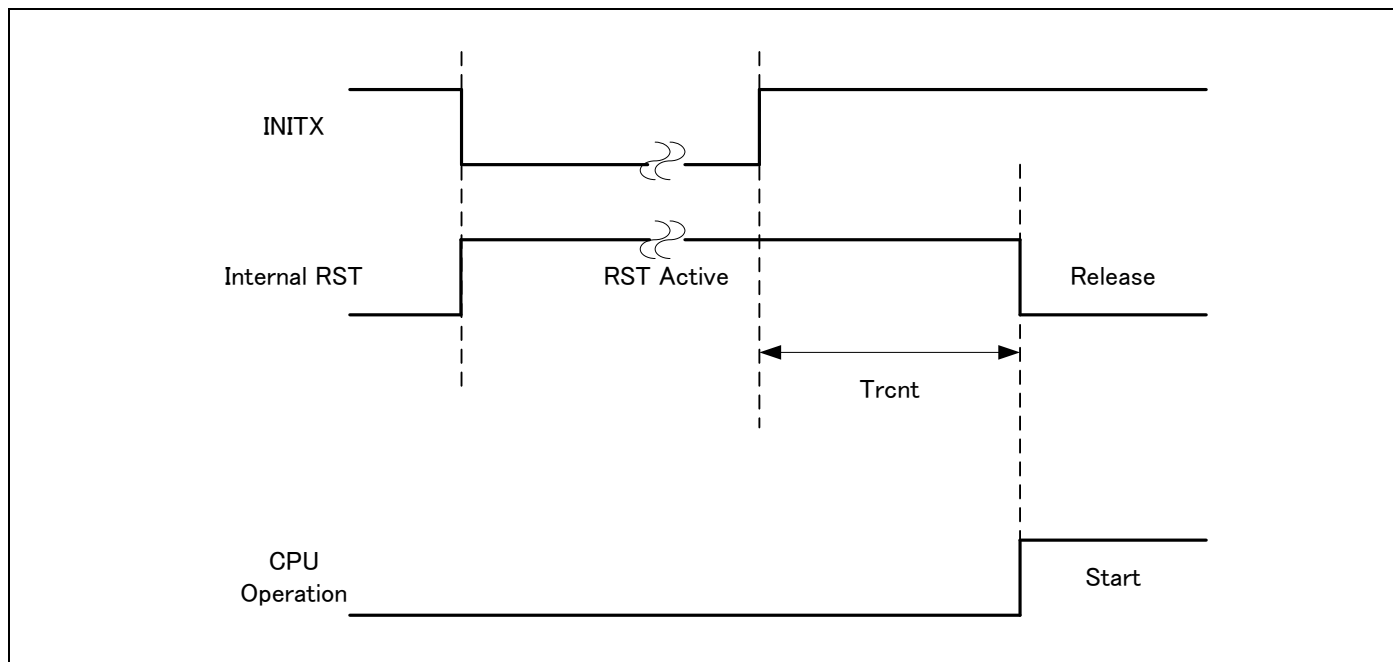 INITX
Internal RST
RST Active
Release
Trcnt
CPU
Operation
Start